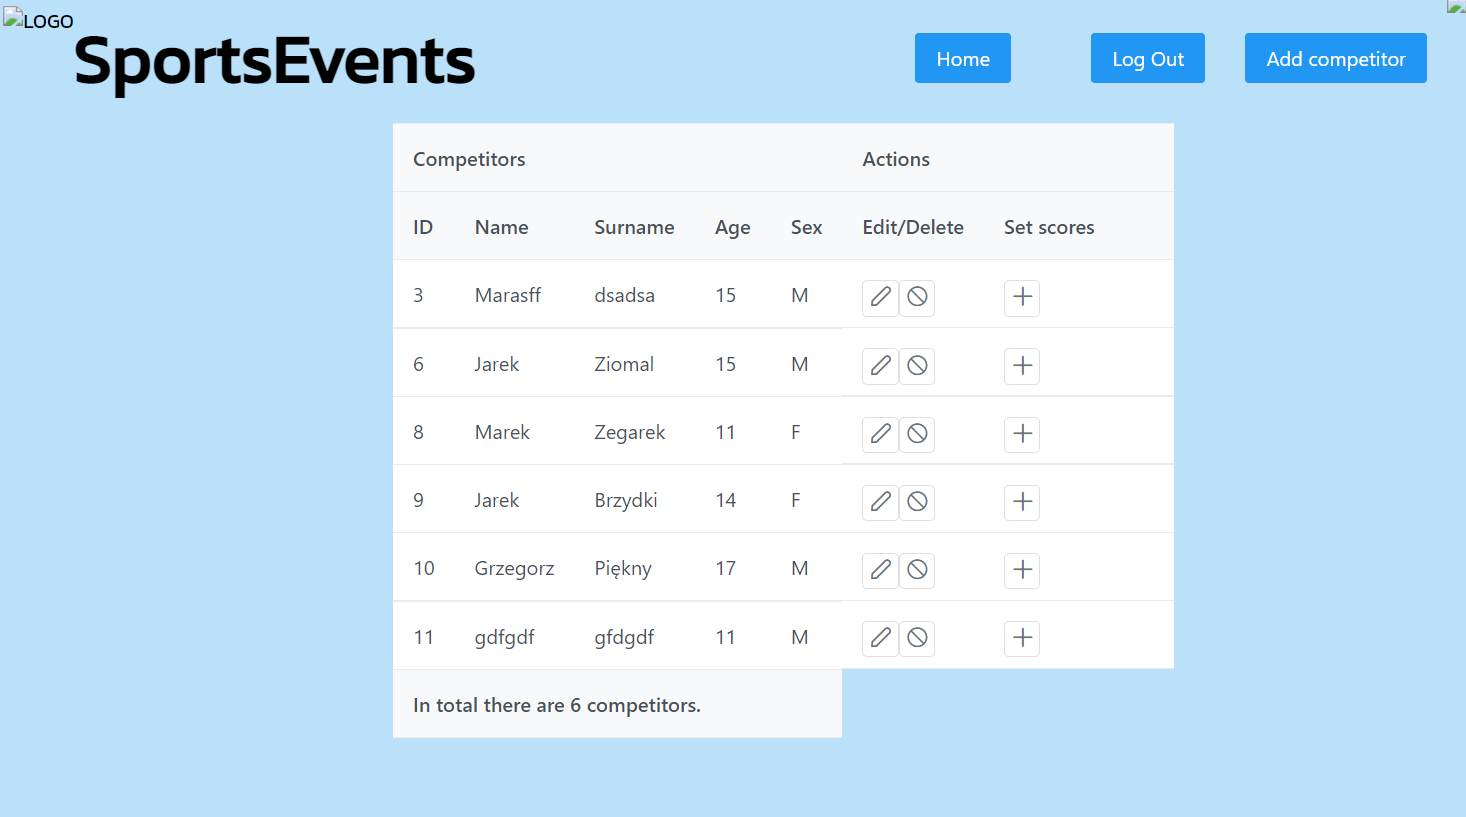 LOGO
SportsEvents
Home
Log Out
Add competitor
Competitors Actions
ID Name Surname Age Sex Edit/Delete Set scores
3 Marasff dsadsa 15 M
6 Jarek Ziomal 15 M
8 Marek Zegarek 11 F
9 Jarek Brzydki 14 F
10 Grzegorz Piękny 17 M
11 gdfgdf gfdgdf 11 M
In total there are 6 competitors.